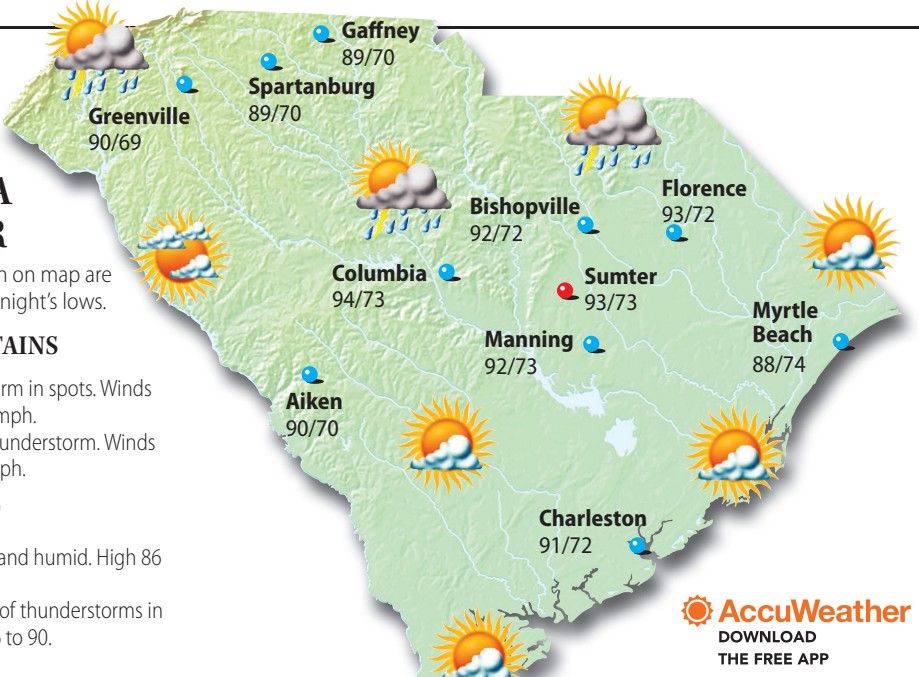 A
R
n on map are
night's lows.
TAINS
rm in spots. Winds
mph.
understorm. Winds
ph.
and humid. High 86
of thunderstorms in
to 90.
Gaffney
89/70
Spartanburg
89/70
Greenville
90/69
Bishopville
92/72
Florence
93/72
Columbia
94/73
Sumter
93/73
Myrtle
Beach
88/74
Manning
92/73
Aiken
90/70
Charleston
91/72
AccuWeather
DOWNLOAD
THE FREE APP